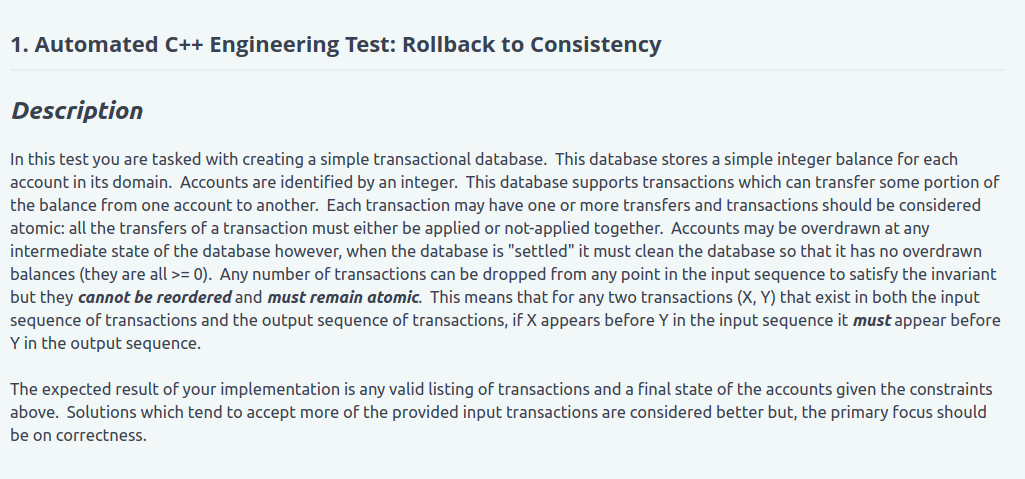 1. Automated C++ Engineering Test: Rollback to Consistency
Description
In this test you are tasked with creating a simple transactional database.  This database stores a simple integer balance for each
account in its domain.  Accounts are identified by an integer.  This database supports transactions which can transfer some portion of
the balance from one account to another.  Each transaction may have one or more transfers and transactions should be considered
atomic: all the transfers of a transaction must either be applied or not-applied together.  Accounts may be overdrawn at any
intermediate state of the database however, when the database is "settled" it must clean the database so that it has no overdrawn
balances (they are all >= 0).  Any number of transactions can be dropped from any point in the input sequence to satisfy the invariant
but they cannot be reordered and must remain atomic.  This means that for any two transactions (X, Y) that exist in both the input
sequence of transactions and the output sequence of transactions, if X appears before Y in the input sequence it must appear before
Y in the output sequence.
The expected result of your implementation is any valid listing of transactions and a final state of the accounts given the constraints
above.  Solutions which tend to accept more of the provided input transactions are considered better but, the primary focus should
be on correctness.